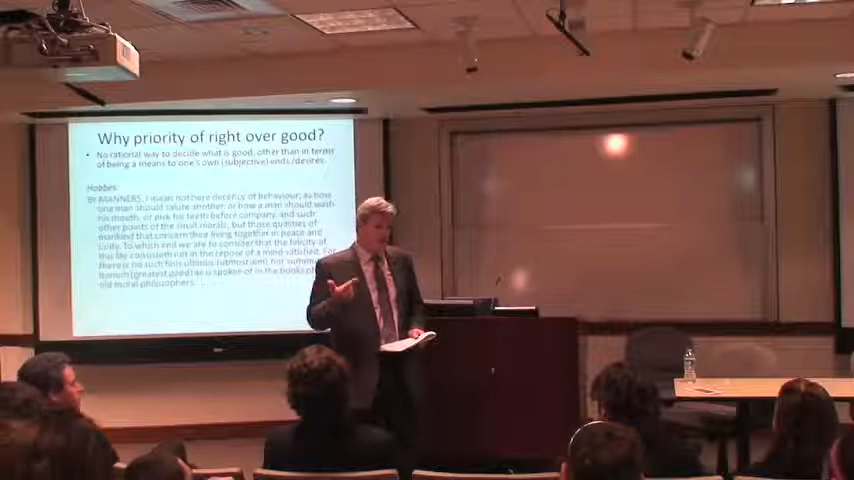 Why priority of right over good?
• No rational way to decide what is good, other than in terms
of being a means to one's own (subjective) ends/desires.
Hobbes
BY MANNERS, I mean not here decency of behaviour; as how
one man should salute another, or how a man should wash
his mouth, or pick his teeth before company, and such
other points of the small morals; but those qualities of
mankind that concern their living together in peace and
unity. To which end we are to consider that the felicity of
this life consisteth not in the repose of a mind satisfied. For
there is no such finis ultimus (utmost aim) nor summum
bonum (greatest good) as is spoken of in the books of
old moral philosophers.